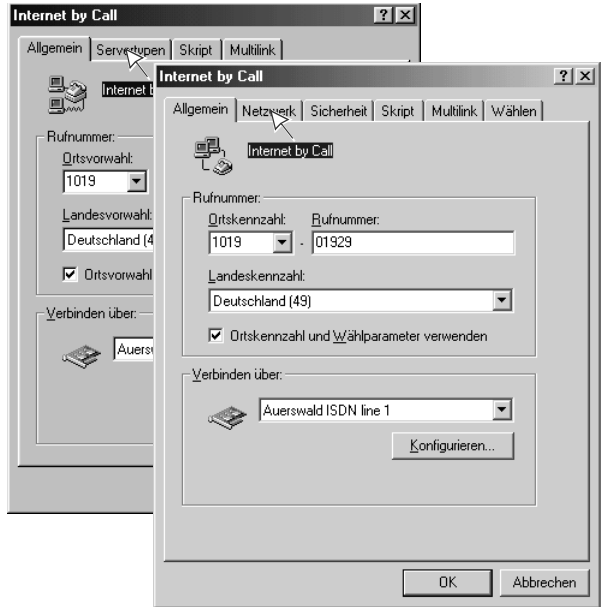 Internet by Call
Allgemein Servertypen Skript Multilink
Internet b
Rufnummer:
Ortsvorwahl:
1019
Landesvorwahl:
Deutschland (4
Ortsvorwahl
Verbinden über:
Auersw
Internet by Call
Allgemein Netzwerk Sicherheit Skript Multilink Wählen
Internet by Call
Rufnummer:
Ortskennzahl: Rufnummer:
1019 - 01929
Landeskennzahl:
Deutschland (49)
Ortskennzahl und Wählparameter verwenden
Verbinden über:
Auerswald ISDN line 1
Konfigurieren...
OK Abbrechen